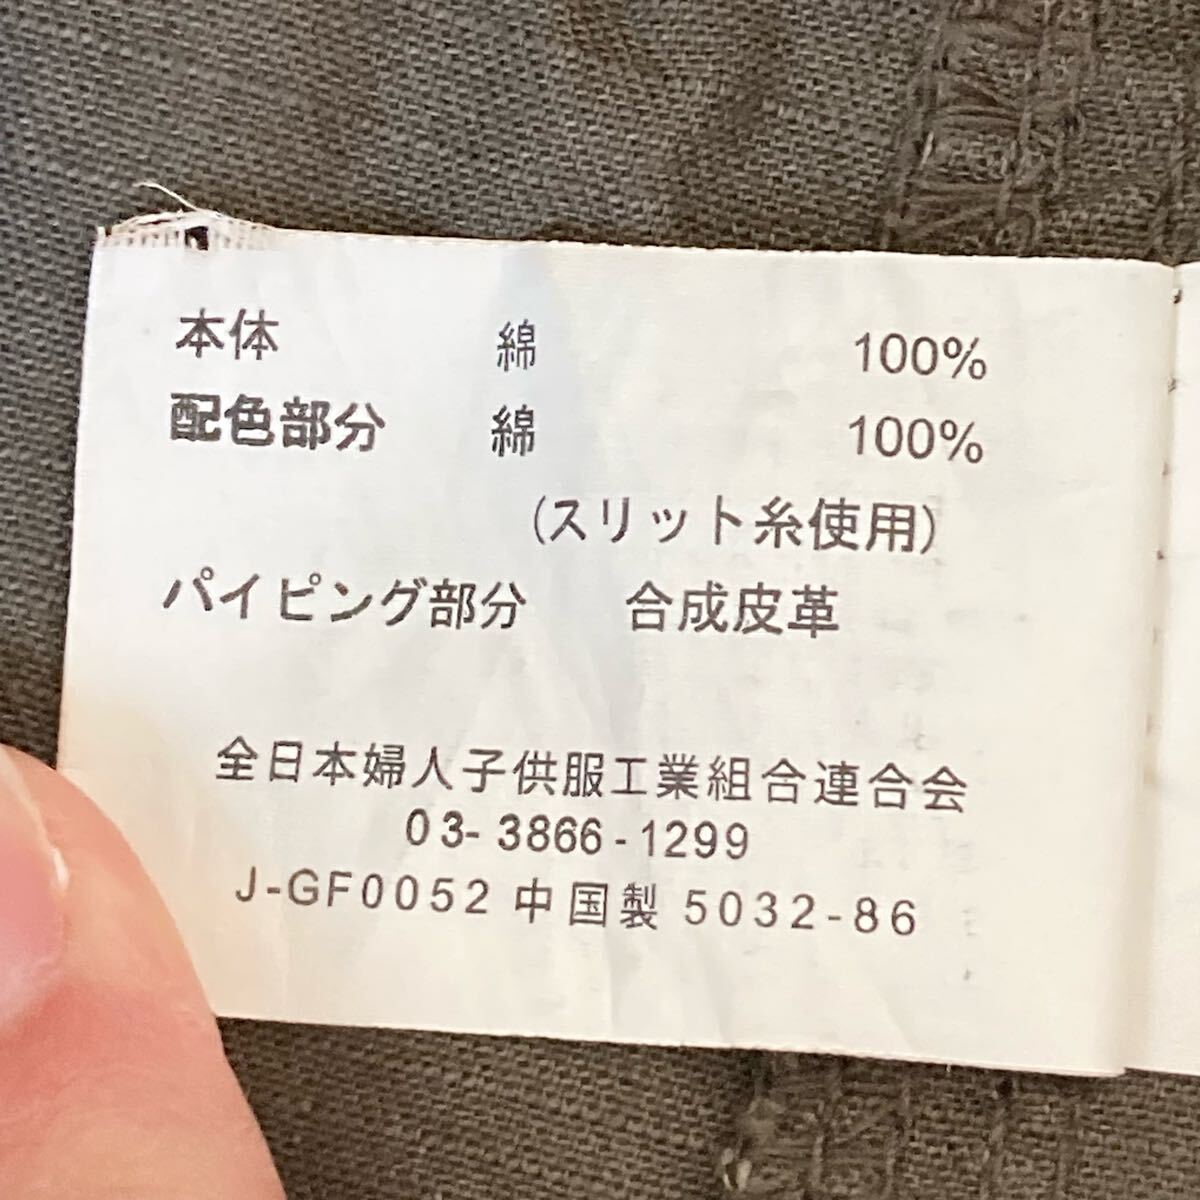 本体 綿 100%
配色部分 綿 100%
(スリット糸使用)
パイピング部分 合成皮革
全日本婦人子供服工業組合連合会
03-3866-1299
J-GF0052 中国製 5032-86